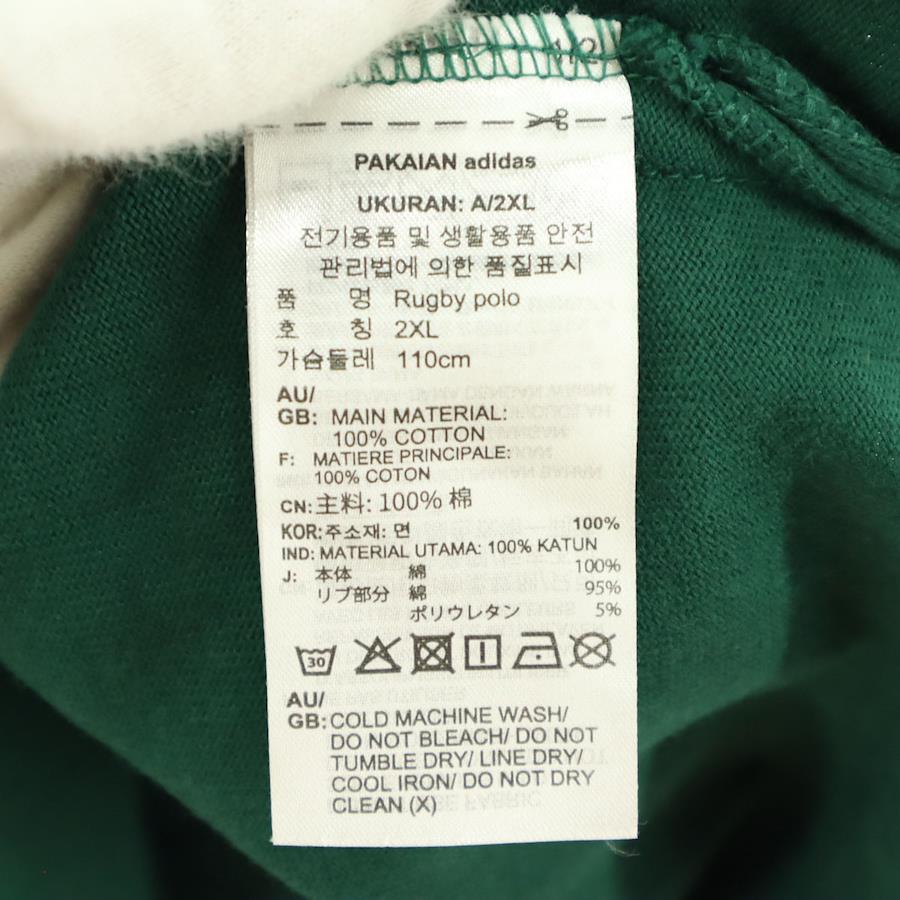 PAKAIAN adidas
UKURAN: A/2XL
전기용품 및 생활용품 안전
관리법에 의한 품질표시
품 명 Rugby polo
호 칭 2XL
가슴둘레 110cm
AU/
GB: MAIN MATERIAL:
100% COTTON
F: MATIERE PRINCIPALE:
100% COTON
CN: 主料: 100% 棉
KOR: 주소재: 면 100%
IND: MATERIAL UTAMA: 100% KATUN
J: 本体 綿 100%
リブ部分 綿 95%
ポリウレタン 5%
30
AU/
GB: COLD MACHINE WASH/
DO NOT BLEACH/ DO NOT
TUMBLE DRY/ LINE DRY/
COOL IRON/ DO NOT DRY
CLEAN (X)